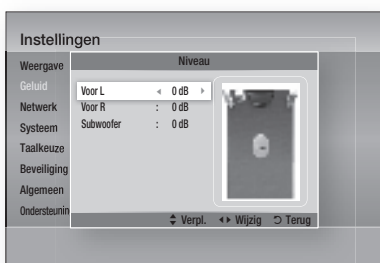 Instellingen
Weergave
Geluid
Netwerk
Systeem
Taalkeuze
Beveiliging
Algemeen
Ondersteunin
Niveau
Voor L ◄ 0 dB ►
Voor R : 0 dB
Subwoofer : 0 dB
Verpl. Wijzig Terug